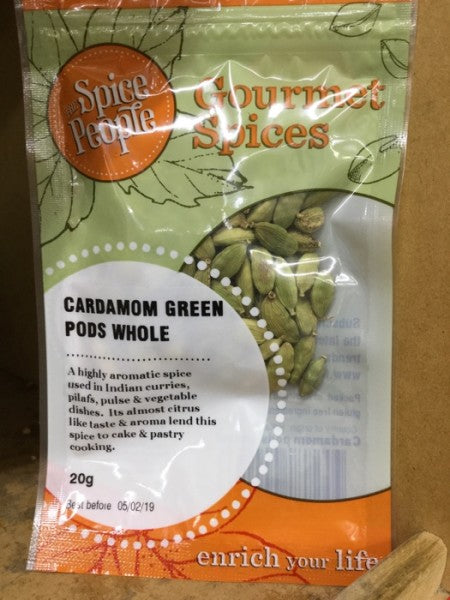 The
Spice
People
Gourmet
Spices
CARDAMOM GREEN
PODS WHOLE
A highly aromatic spice
used in Indian curries,
pilafs, pulse & vegetable
dishes. Its almost citrus
like taste & aroma lend this
spice to cake & pastry
cooking.
20g
Best before 05/02/19
enrich your life